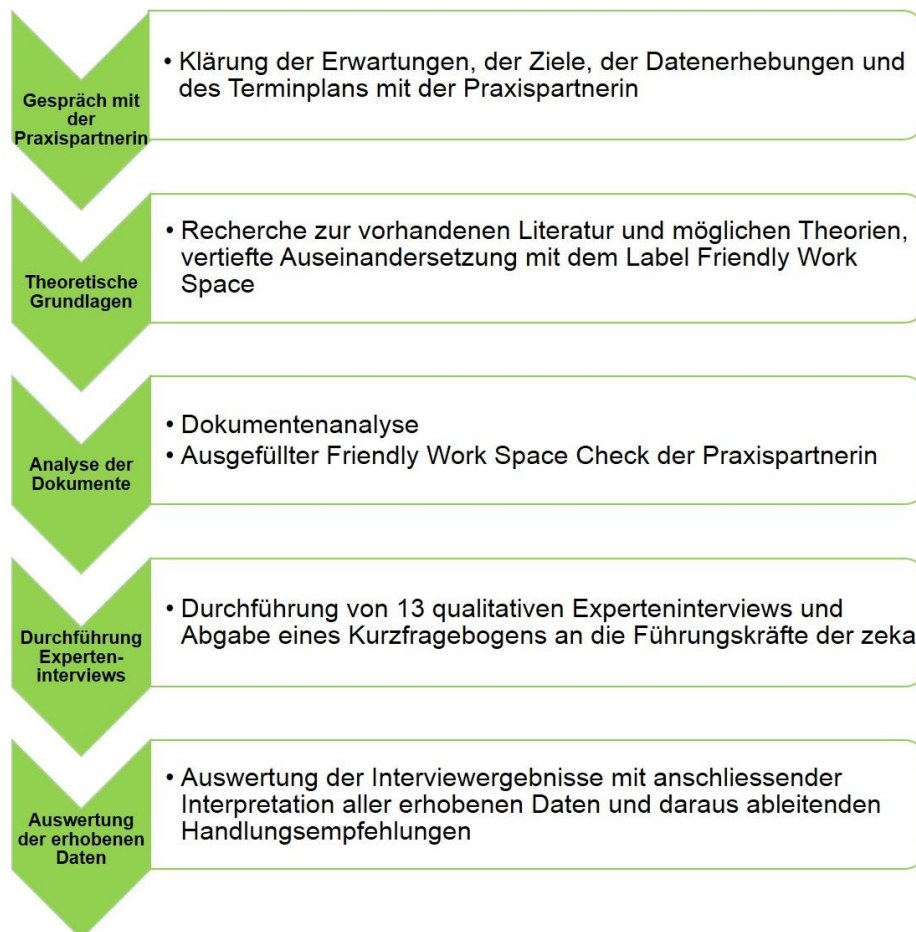 Gespräch mit
der
Praxispartnerin
• Klärung der Erwartungen, der Ziele, der Datenerhebungen und
des Terminplans mit der Praxispartnerin
Theoretische
Grundlagen
• Recherche zur vorhandenen Literatur und möglichen Theorien,
vertiefte Auseinandersetzung mit dem Label Friendly Work
Space
Analyse der
Dokumente
• Dokumentenanalyse
• Ausgefüllter Friendly Work Space Check der Praxispartnerin
Durchführung
Experten-
interviews
• Durchführung von 13 qualitativen Experteninterviews und
Abgabe eines Kurzfragebogens an die Führungskräfte der zeka
Auswertung
der erhobenen
Daten
• Auswertung der Interviewergebnisse mit anschliessender
Interpretation aller erhobenen Daten und daraus ableitenden
Handlungsempfehlungen